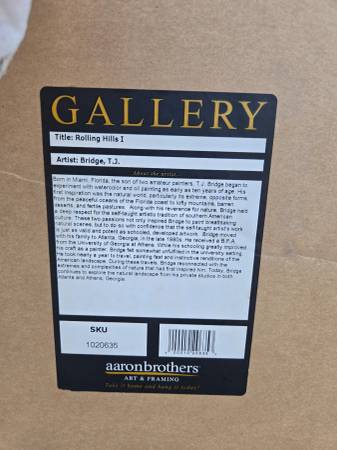 GALLERY
Title: Rolling Hills I
Artist: Bridge, T.J.
About the artist...
Born in Miami, Florida, the son of two amateur painters, T.J. Bridge began to
experiment with watercolor and oil painting as early as ten years of age. His
first inspiration was the natural world, particularly its extreme, opposite forms,
from the peaceful oceans of the Florida coast to lofty mountains, barren
deserts, and fertile pastures. Along with his reverence for nature, Bridge held
a deep respect for the self-taught artists tradition of southern American
culture. These two passions not only inspired Bridge to paint breathtaking
natural scenes, but to do so with confidence that the self-taught artist's work
is just as valid and potent as schooled, developed artwork. Bridge moved
with his family to Atlanta, Georgia, in the late 1980s. He received a B.F.A.
from the University of Georgia at Athens. While his schooling greatly improved
his craft as a painter, Bridge felt somewhat unfulfilled in the university setting.
He took nearly a year to travel, painting fast and instinctive renditions of the
American landscape. During these travels, Bridge reconnected with the
extremes and complexities of nature that had first inspired him. Today, Bridge
continues to explore the natural landscape from his private studios in both
Atlanta and Athens, Georgia.
SKU
1020635
aaronbrothers
ART & FRAMING
Take it home and hang it today!